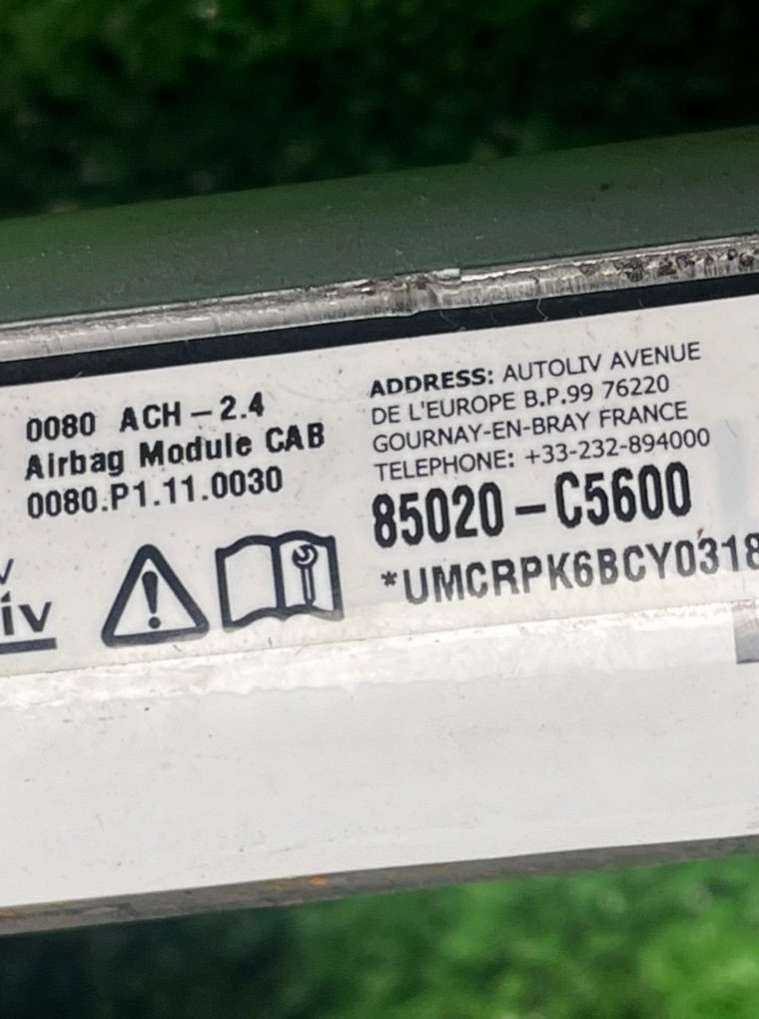 0080 ACH-2.4
Airbag Module CAB
0080.P1.11.0030
ADDRESS: AUTOLIV AVENUE
DE L'EUROPE B.P.99 76220
GOURNAY-EN-BRAY FRANCE
TELEPHONE: +33-232-894000
85020-C5600
*UMCRPK6BCY0318
iv